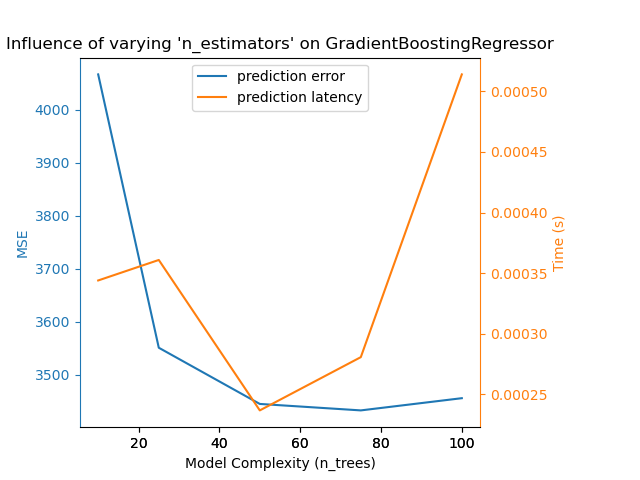 Influence of varying 'n_estimators' on GradientBoostingRegressor
prediction error
prediction latency
4000
3900
3800
3700
3600
3500
MSE
0.00050
0.00045
0.00040
0.00035
0.00030
0.00025
Time (s)
20 40 60 80 100
Model Complexity (n_trees)